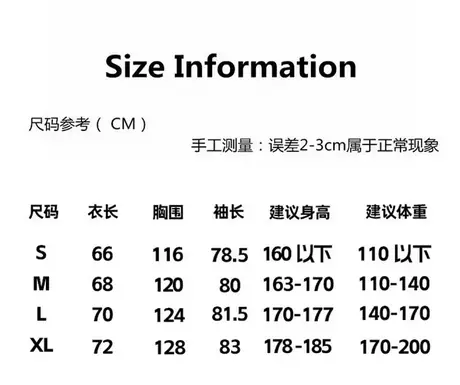 Size Information
尺码参考（ CM ）
手工测量：误差2-3cm属于正常现象
尺码 衣长 胸围 袖长 建议身高 建议体重
S 66 116 78.5 160 以下 110 以下
M 68 120 80 163-170 110-140
L 70 124 81.5 170-177 140-170
XL 72 128 83 178-185 170-200